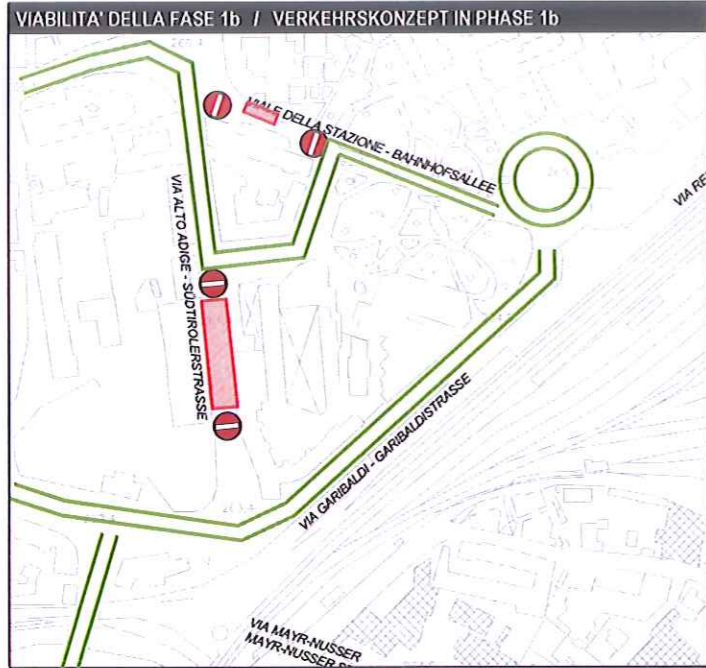 VIABILITA' DELLA FASE 1b / VERKEHRSKONZEPT IN PHASE 1b
VIALE DELLA STAZIONE - BAHNHOFSALLEE
VIA ALTO ADIGE - SÜDTIROLERSTRASSE
VIA GARIBALDI - GARIBALDISTRASSE
VIA MAYR-NUSSER
MAYR-NUSSER